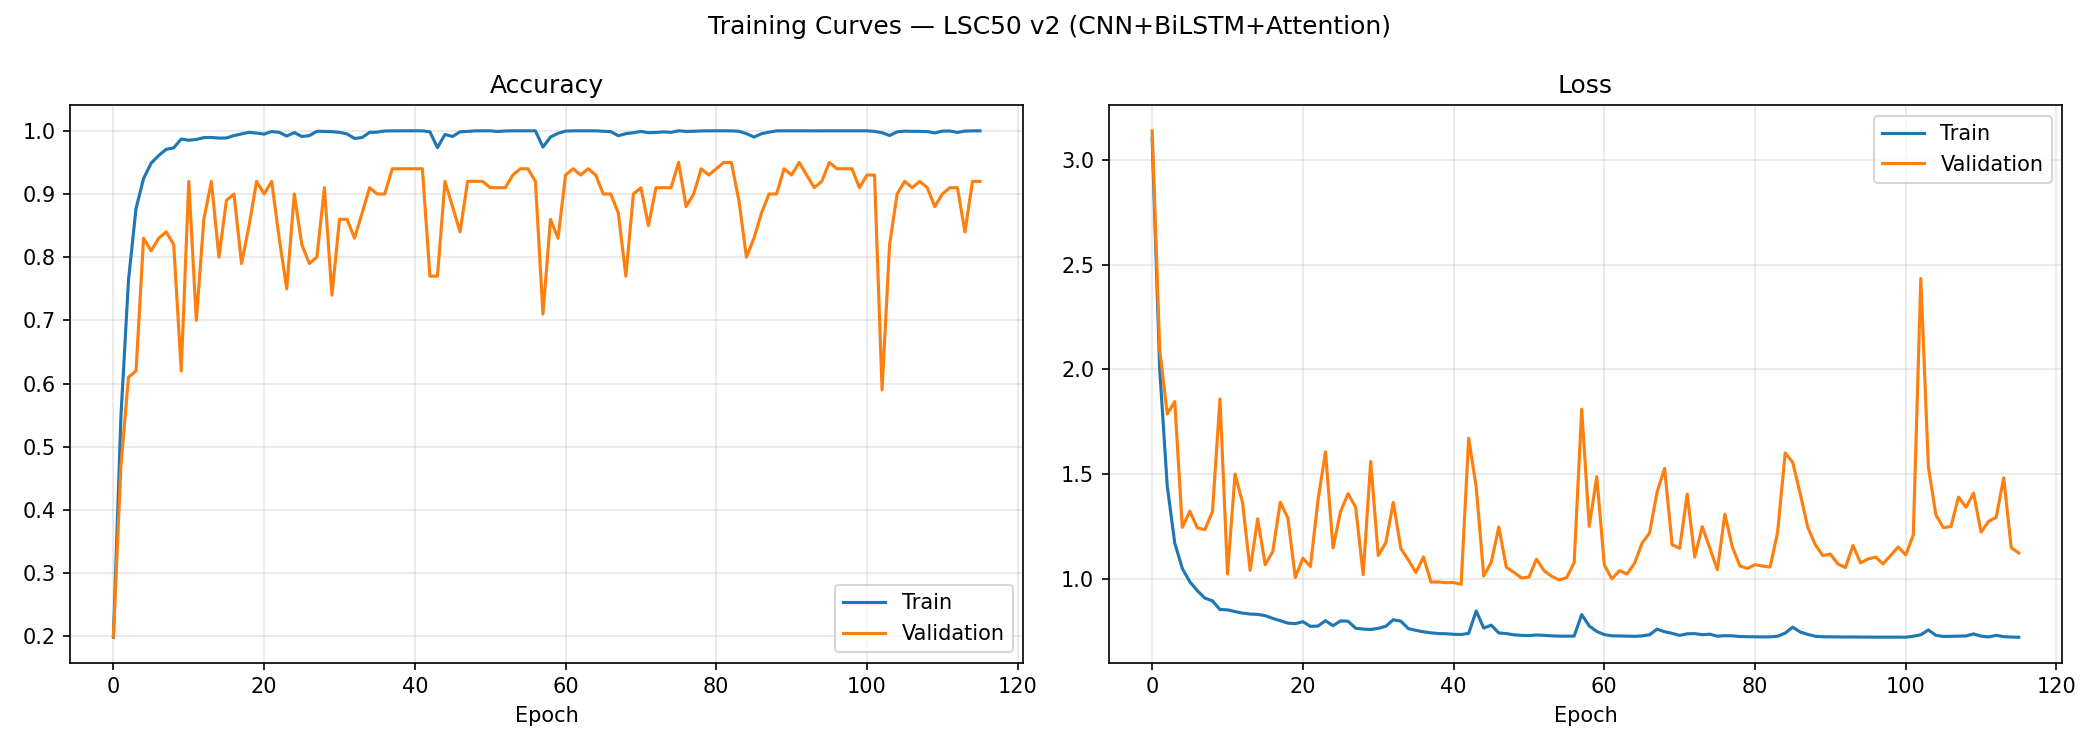 Training Curves — LSC50 v2 (CNN+BiLSTM+Attention)
Accuracy
1.0
0.9
0.8
0.7
0.6
0.5
0.4
0.3
0.2
Train
Validation
0 20 40 60 80 100 120
Epoch
Loss
3.0
2.5
2.0
1.5
1.0
Train
Validation
0 20 40 60 80 100 120
Epoch